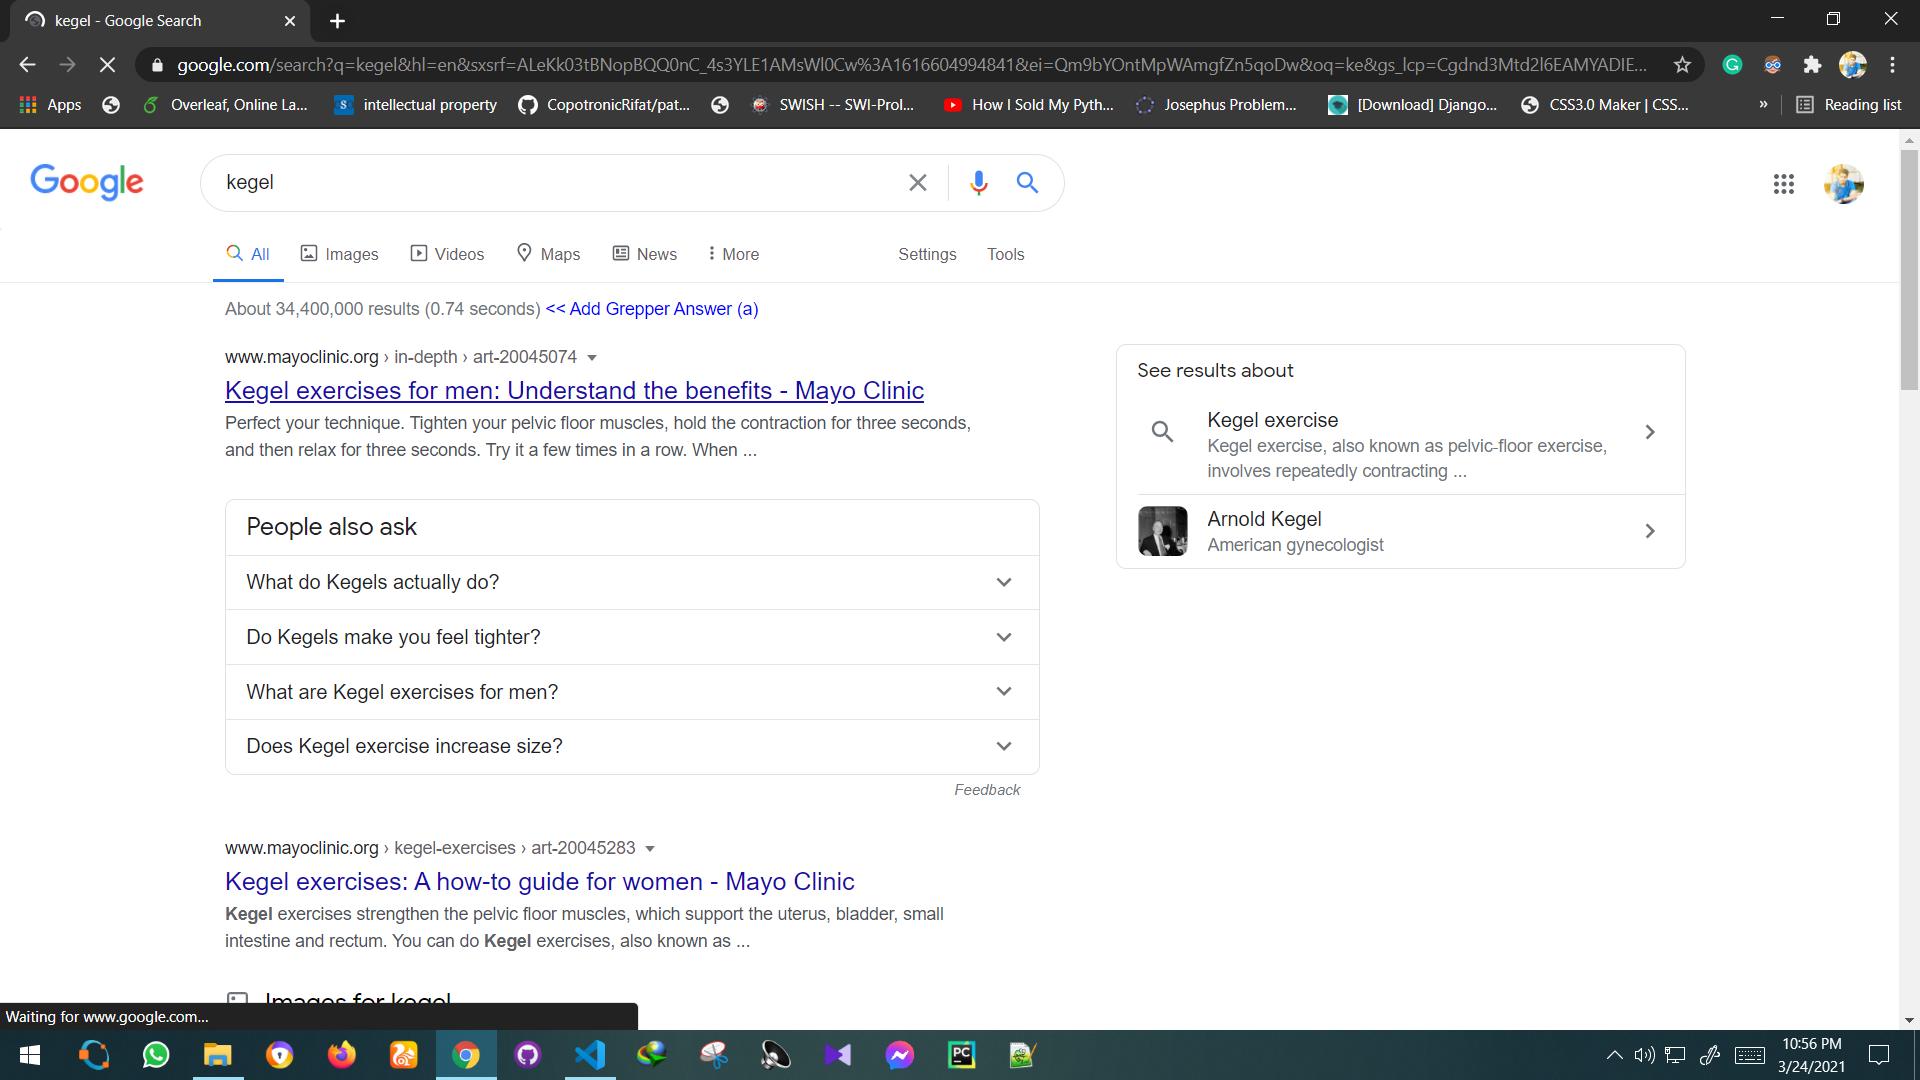 kegel - Google Search
google.com/search?q=kegel&hl=en&sxsrf=ALeKk03tBNopBQQ0nC_4s3YLE1AMsWl0Cw%3A1616604994841&ei=Qm9bYOntMpWAmgfZn5qoDw&oq=ke&gs_lcp=Cgdnd3Mtd2l6EAMYADIE...
Apps Overleaf, Online La... intellectual property CopotronicRifat/pat... SWISH -- SWI-Prol... How I Sold My Pyth... Josephus Problem... [Download] Django... CSS3.0 Maker | CSS... » Reading list
Google kegel
All Images Videos Maps News More Settings Tools
About 34,400,000 results (0.74 seconds) << Add Grepper Answer (a)
www.mayoclinic.org › in-depth › art-20045074
Kegel exercises for men: Understand the benefits - Mayo Clinic
Perfect your technique. Tighten your pelvic floor muscles, hold the contraction for three seconds,
and then relax for three seconds. Try it a few times in a row. When ...
People also ask
What do Kegels actually do?
Do Kegels make you feel tighter?
What are Kegel exercises for men?
Does Kegel exercise increase size?
Feedback
www.mayoclinic.org › kegel-exercises › art-20045283
Kegel exercises: A how-to guide for women - Mayo Clinic
Kegel exercises strengthen the pelvic floor muscles, which support the uterus, bladder, small
intestine and rectum. You can do Kegel exercises, also known as ...
Images for kegel
See results about
Kegel exercise
Kegel exercise, also known as pelvic-floor exercise,
involves repeatedly contracting ...
Arnold Kegel
American gynecologist
Waiting for www.google.com...
PC
10:56 PM
3/24/2021